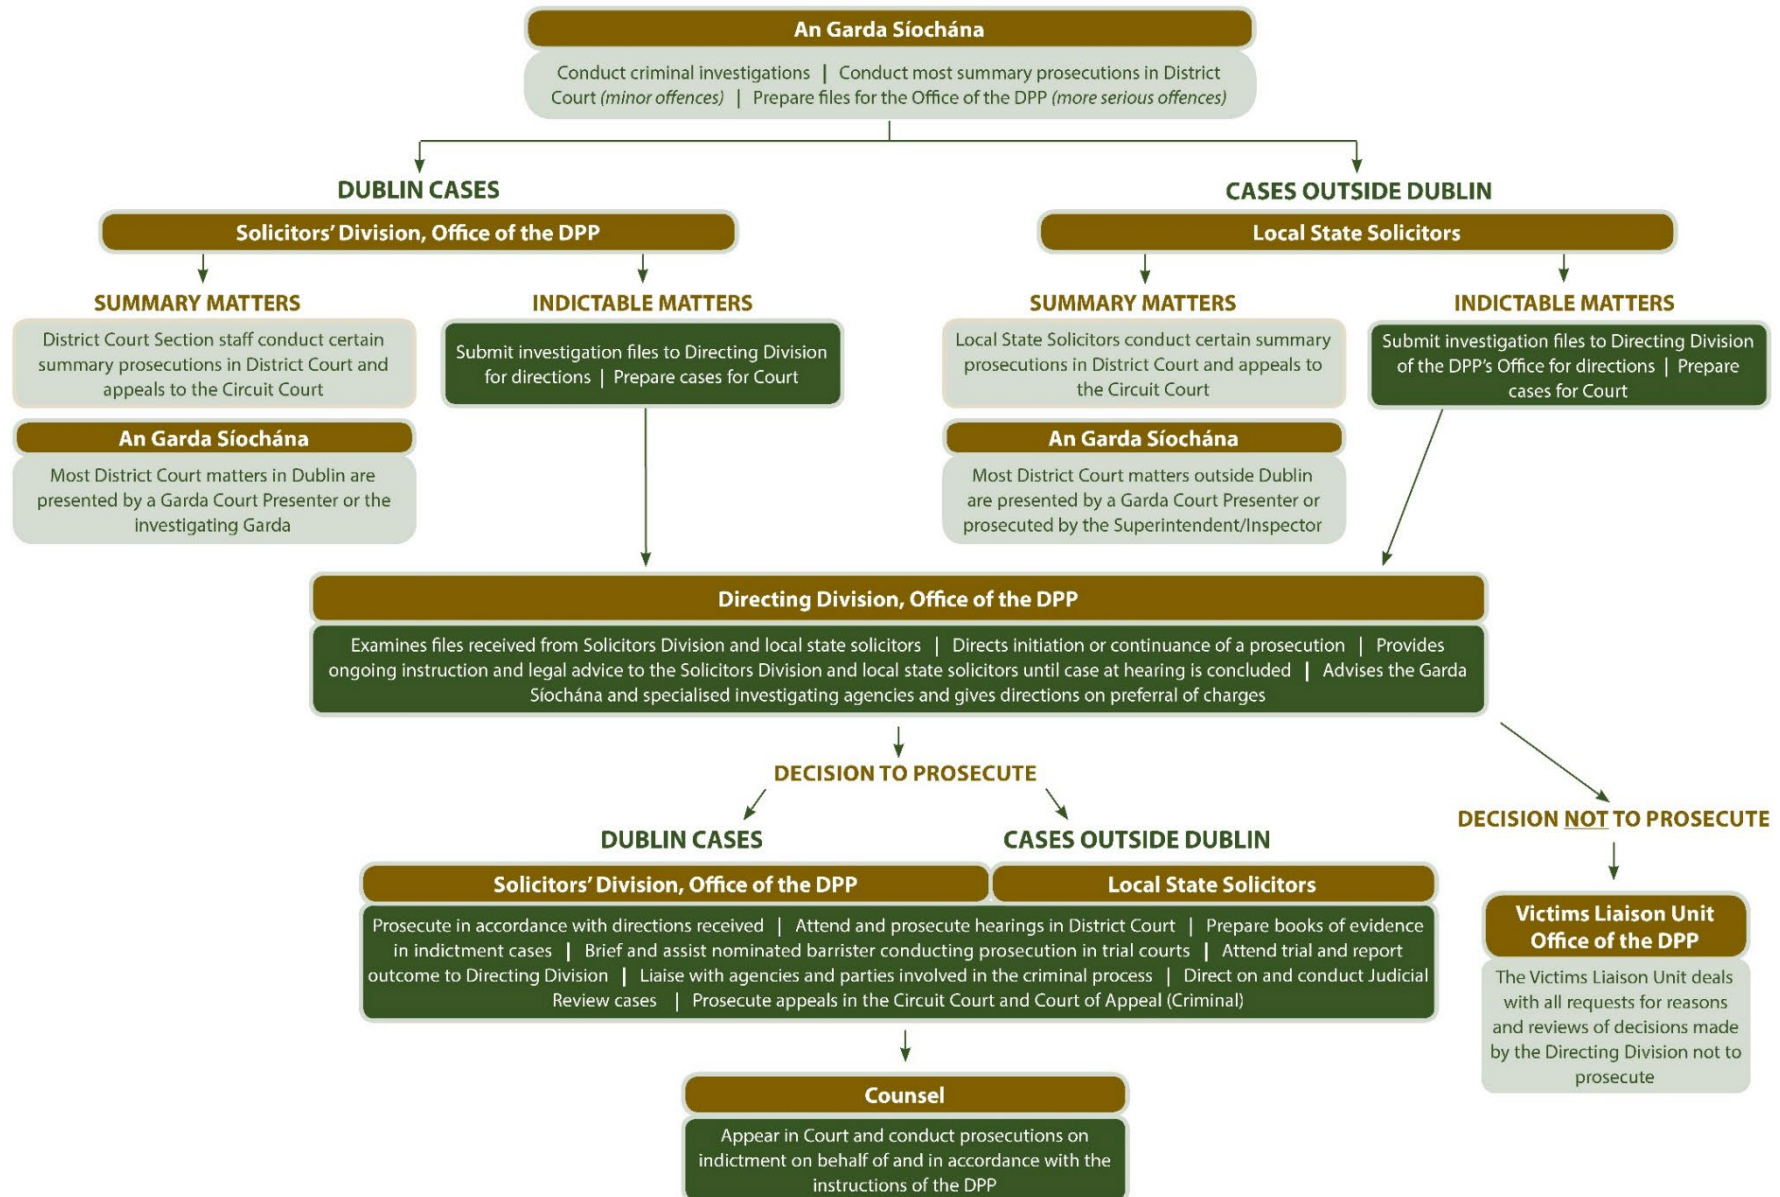 An Garda Síochána
Conduct criminal investigations | Conduct most summary prosecutions in District
Court (minor offences) | Prepare files for the Office of the DPP (more serious offences)
DUBLIN CASES
Solicitors' Division, Office of the DPP
SUMMARY MATTERS
District Court Section staff conduct certain
summary prosecutions in District Court and
appeals to the Circuit Court
An Garda Síochána
Most District Court matters in Dublin are
presented by a Garda Court Presenter or the
investigating Garda
INDICTABLE MATTERS
Submit investigation files to Directing Division
for directions | Prepare cases for Court
CASES OUTSIDE DUBLIN
Local State Solicitors
SUMMARY MATTERS
Local State Solicitors conduct certain summary
prosecutions in District Court and appeals to
the Circuit Court
An Garda Síochána
Most District Court matters outside Dublin
are presented by a Garda Court Presenter or
prosecuted by the Superintendent/Inspector
INDICTABLE MATTERS
Submit investigation files to Directing Division
of the DPP's Office for directions | Prepare
cases for Court
Directing Division, Office of the DPP
Examines files received from Solicitors Division and local state solicitors | Directs initiation or continuance of a prosecution | Provides
ongoing instruction and legal advice to the Solicitors Division and local state solicitors until case at hearing is concluded | Advises the Garda
Síochána and specialised investigating agencies and gives directions on preferral of charges
DECISION TO PROSECUTE
DUBLIN CASES
CASES OUTSIDE DUBLIN
Solicitors' Division, Office of the DPP
Local State Solicitors
Prosecute in accordance with directions received | Attend and prosecute hearings in District Court | Prepare books of evidence
in indictment cases | Brief and assist nominated barrister conducting prosecution in trial courts | Attend trial and report
outcome to Directing Division | Liaise with agencies and parties involved in the criminal process | Direct on and conduct Judicial
Review cases | Prosecute appeals in the Circuit Court and Court of Appeal (Criminal)
Counsel
Appear in Court and conduct prosecutions on
indictment on behalf of and in accordance with the
instructions of the DPP
DECISION NOT TO PROSECUTE
Victims Liaison Unit
Office of the DPP
The Victims Liaison Unit deals
with all requests for reasons
and reviews of decisions made
by the Directing Division not to
prosecute